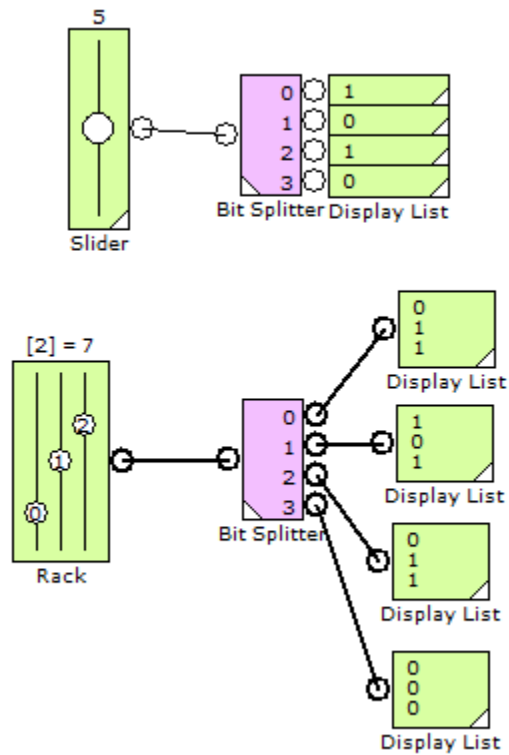 5
0 1
1 0
2 1
3 0
Bit Splitter Display List
Slider
[2] = 7
0
1
2
Rack
0
1
2
3
Bit Splitter
0
1
1
Display List
1
0
1
Display List
0
1
1
Display List
0
0
0
Display List